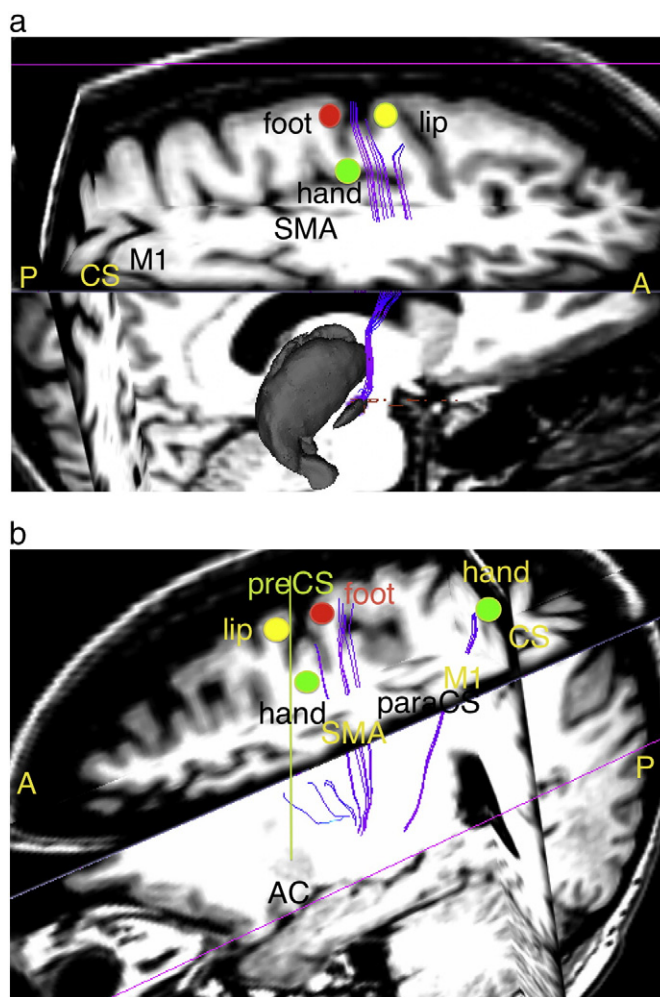 a
foot
lip
hand
SMA
M1
P
CS
A
b
hand
preCS
foot
lip
CS
M1
hand
paraCS
SMA
P
A
AC